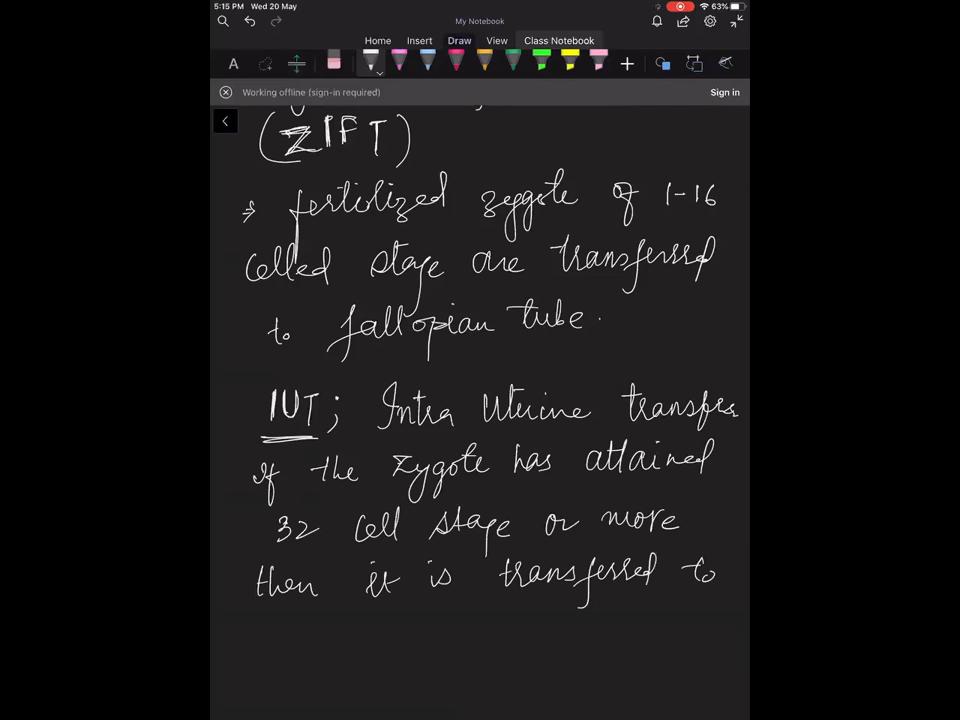 5:15 PM Wed 20 May 63%
My Notebook
Home Insert Draw View Class Notebook
A
Working offline (sign-in required) Sign in
(ZIFT)
⇒ fertilized zygote of 1-16
celled stage are transferred
to fallopian tube.
IUT; Intra Uterine transfer
If the zygote has attained
32 cell stage or more
then it is transferred to